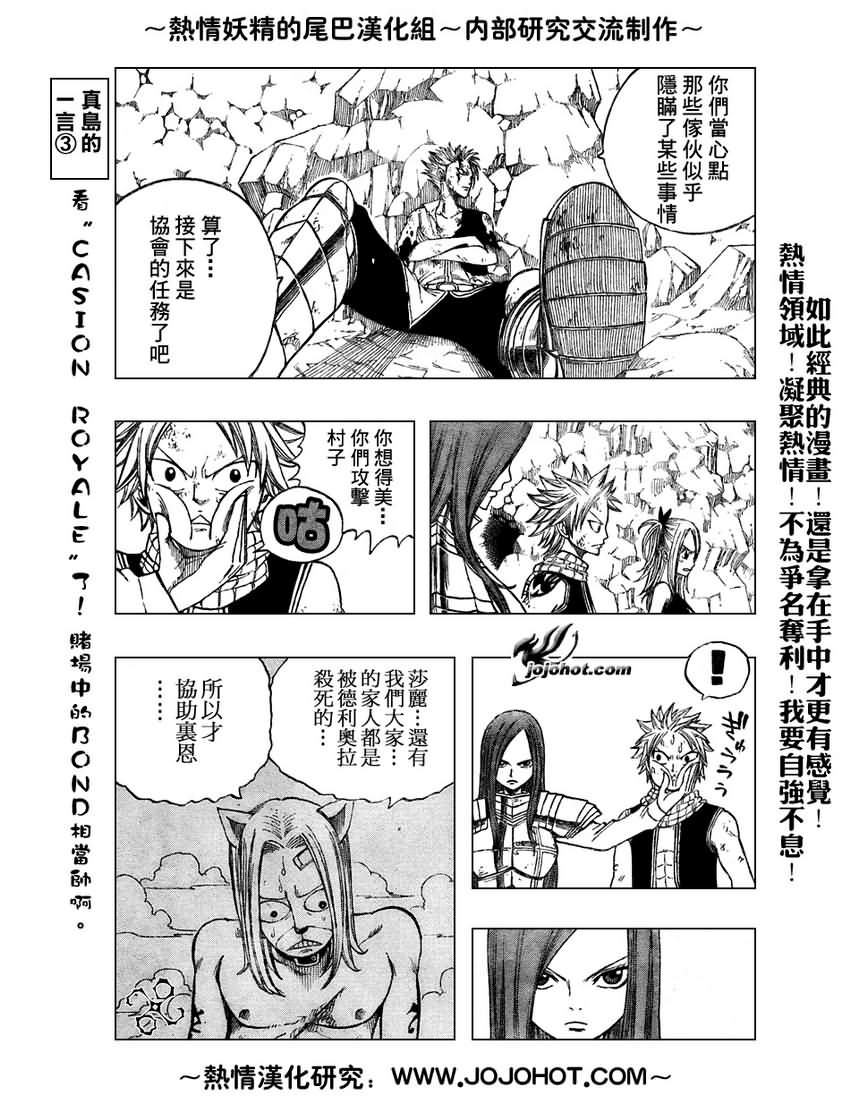 ～熱情妖精的尾巴漢化組～内部研究交流制作～
你們當心點
那些傢伙似乎
隱瞞了某些事情
算了…
接下來是
協會的任務了吧
你想得美…
你們攻擊
村子
咕
jojohot.com
！
ぎゅううう
莎麗…還有
我們大家…
的家人都是
被德利奧拉
殺死的…
所以才
協助裏恩
……
真島的
一言③
看“CASION ROYALE”了！賭場中的BOND相當帥啊。
如此經典的漫畫！還是拿在手中才更有感覺！
熱情領域！凝聚熱情！不為爭名奪利！我要自強不息！
～熱情漢化研究：WWW.JOJOHOT.COM～